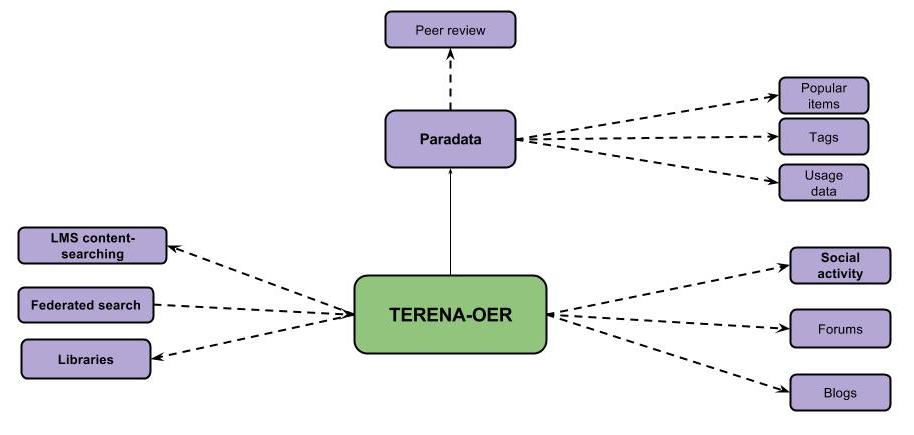 Peer review
Popular
items
Paradata
Tags
Usage
data
LMS content-
searching
Social
activity
Federated search
TERENA-OER
Forums
Libraries
Blogs